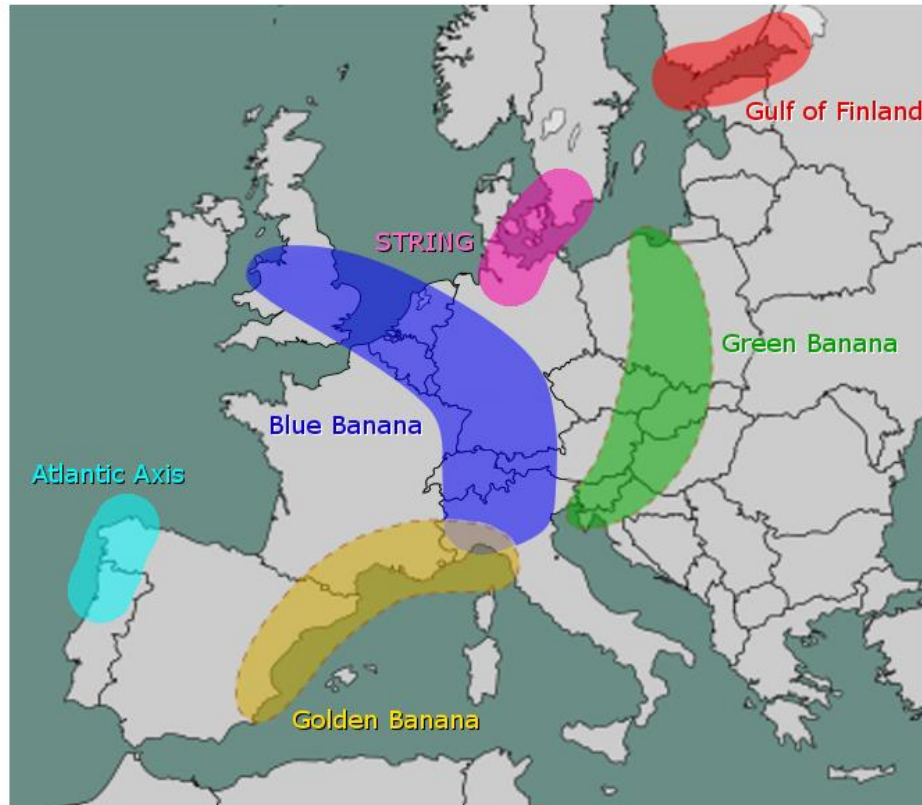 Gulf of Finland
STRING
Green Banana
Blue Banana
Atlantic Axis
Golden Banana